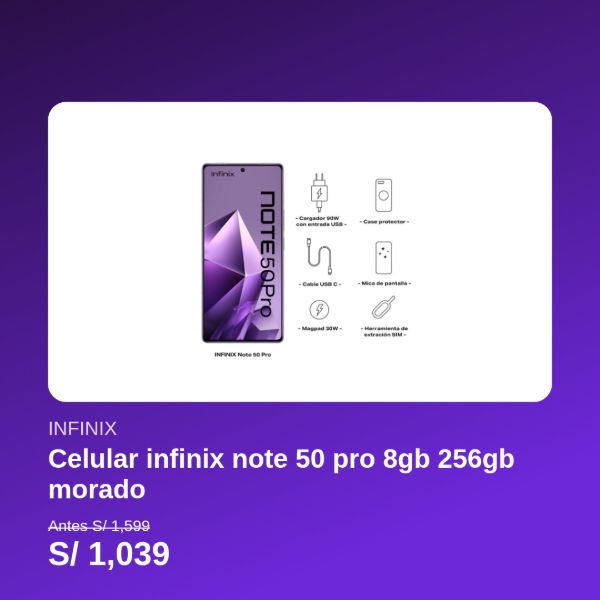 infinix
NOTE 50 Pro
INFINIX Note 50 Pro
- Cargador 90W
con entrada USB -
- Case protector -
- Cable USB C -
- Mica de pantalla -
- Magpad 30W -
- Herramienta de
extracción SIM -
INFINIX
Celular infinix note 50 pro 8gb 256gb
morado
Antes S/ 1,599
S/ 1,039